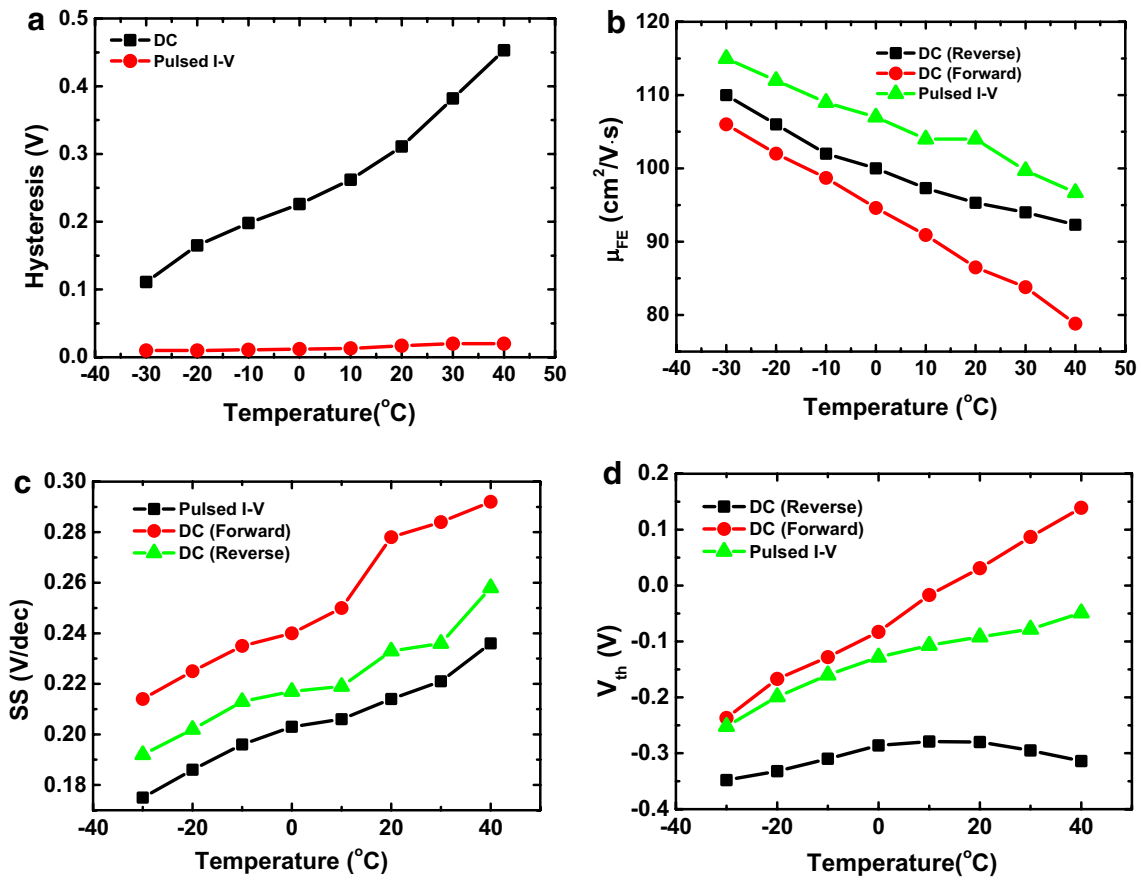 a
DC
Pulsed I-V
Hysteresis (V)
0.5
0.4
0.3
0.2
0.1
0.0
-40 -30 -20 -10 0 10 20 30 40 50
Temperature(°C)
b
DC (Reverse)
DC (Forward)
Pulsed I-V
μFE (cm²/V·s)
120
110
100
90
80
-40 -30 -20 -10 0 10 20 30 40 50
Temperature (°C)
c
Pulsed I-V
DC (Forward)
DC (Reverse)
SS (V/dec)
0.30
0.28
0.26
0.24
0.22
0.20
0.18
-40 -20 0 20 40
Temperature (°C)
d
DC (Reverse)
DC (Forward)
Pulsed I-V
Vth (V)
0.2
0.1
0.0
-0.1
-0.2
-0.3
-0.4
-40 -20 0 20 40
Temperature(°C)